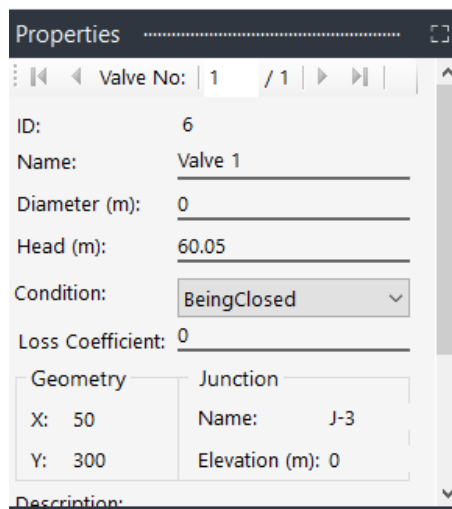 Properties
Valve No: 1 / 1
ID: 6
Name: Valve 1
Diameter (m): 0
Head (m): 60.05
Condition: BeingClosed
Loss Coefficient: 0
Geometry Junction
X: 50 Name: J-3
Y: 300 Elevation (m): 0
Description: